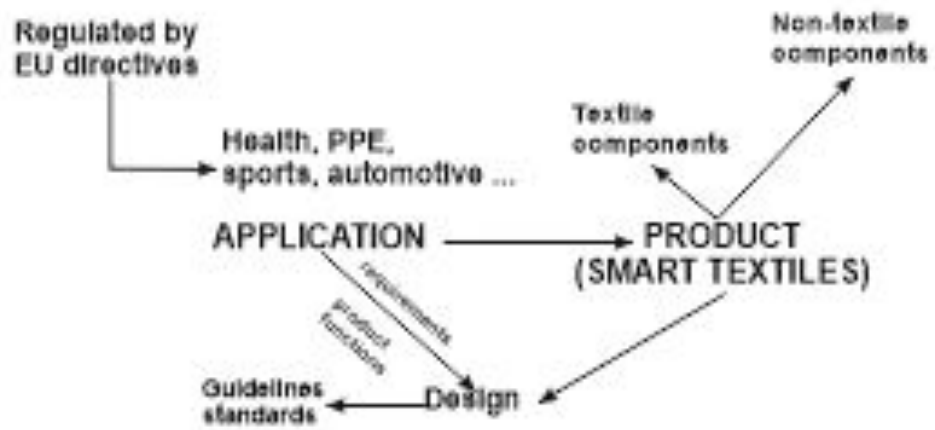 Regulated by
EU directives
Non-textile
components
Textile
components
Health, PPE,
sports, automotive ...
APPLICATION
PRODUCT
(SMART TEXTILES)
requirements
product
functions
Guidelines
standards
Design